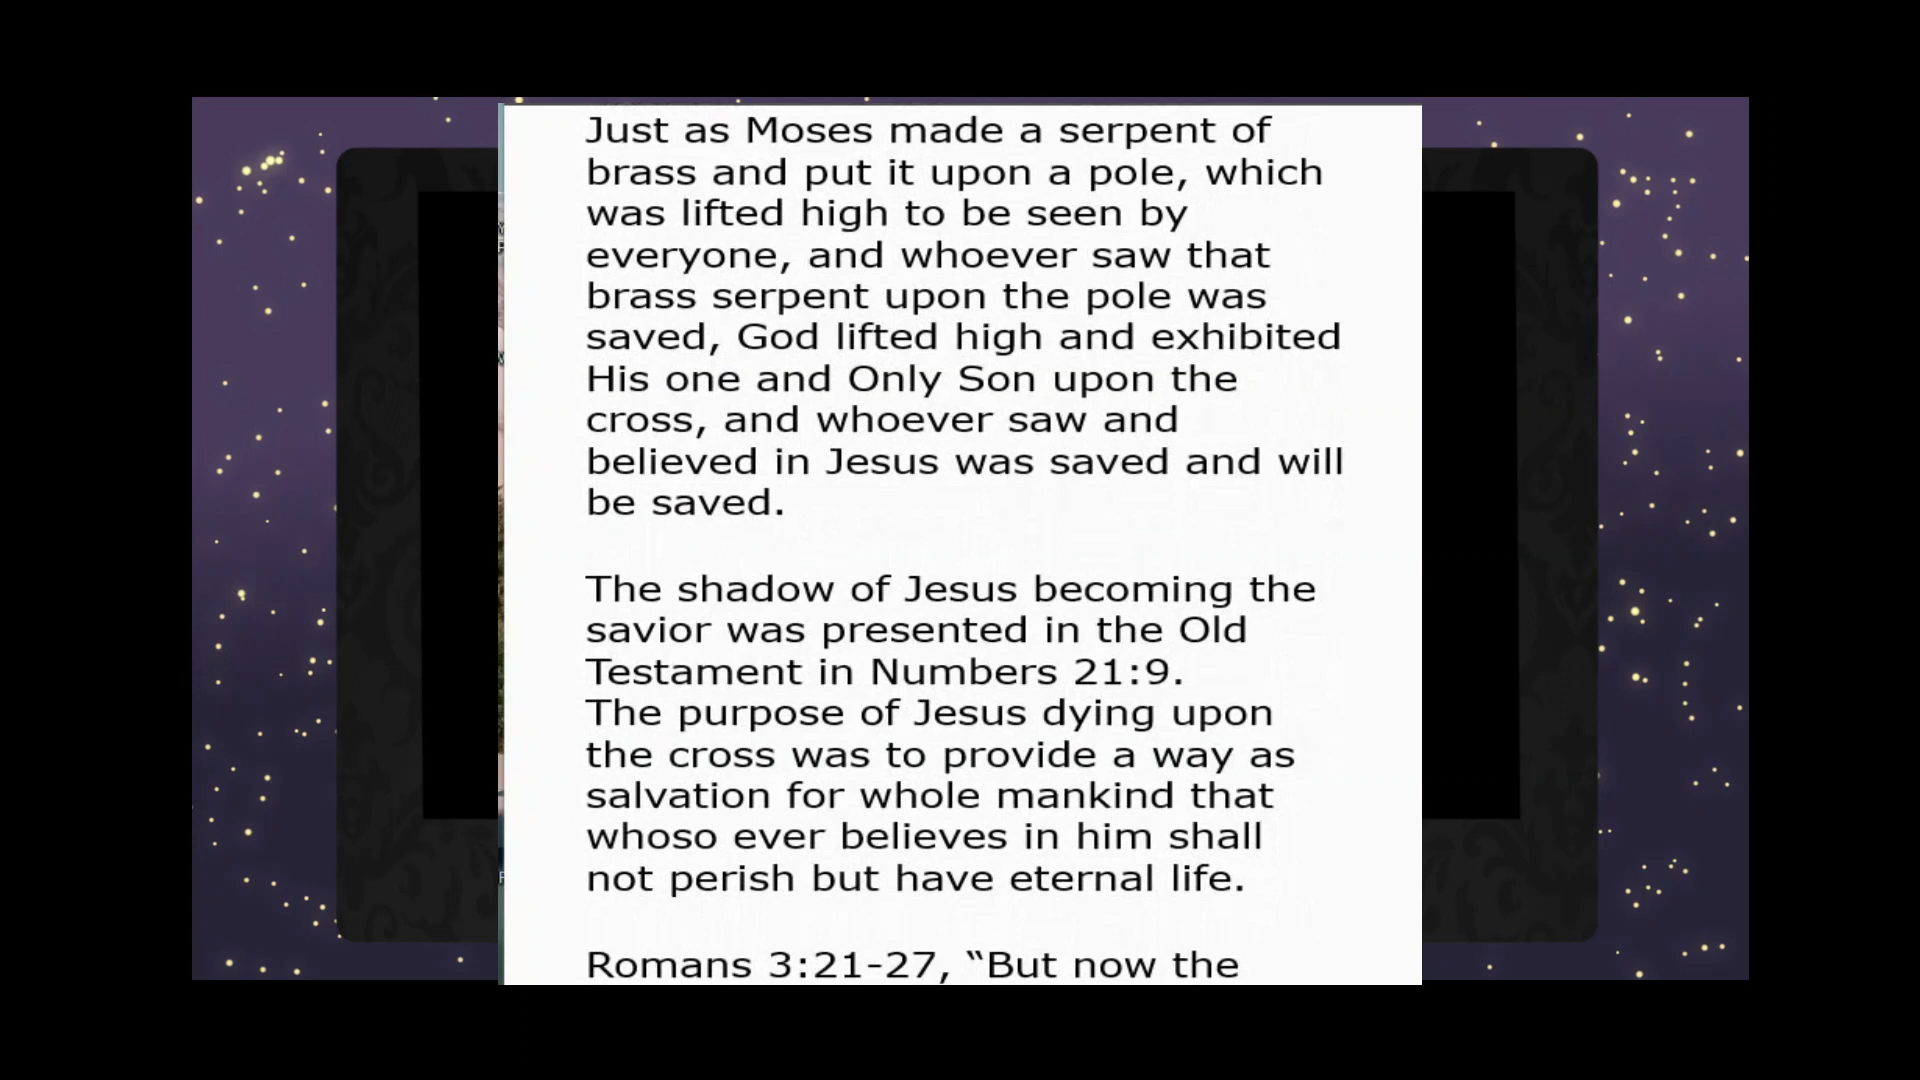 Just as Moses made a serpent of
brass and put it upon a pole, which
was lifted high to be seen by
everyone, and whoever saw that
brass serpent upon the pole was
saved, God lifted high and exhibited
His one and Only Son upon the
cross, and whoever saw and
believed in Jesus was saved and will
be saved.
The shadow of Jesus becoming the
savior was presented in the Old
Testament in Numbers 21:9.
The purpose of Jesus dying upon
the cross was to provide a way as
salvation for whole mankind that
whoso ever believes in him shall
not perish but have eternal life.
Romans 3:21-27, “But now the